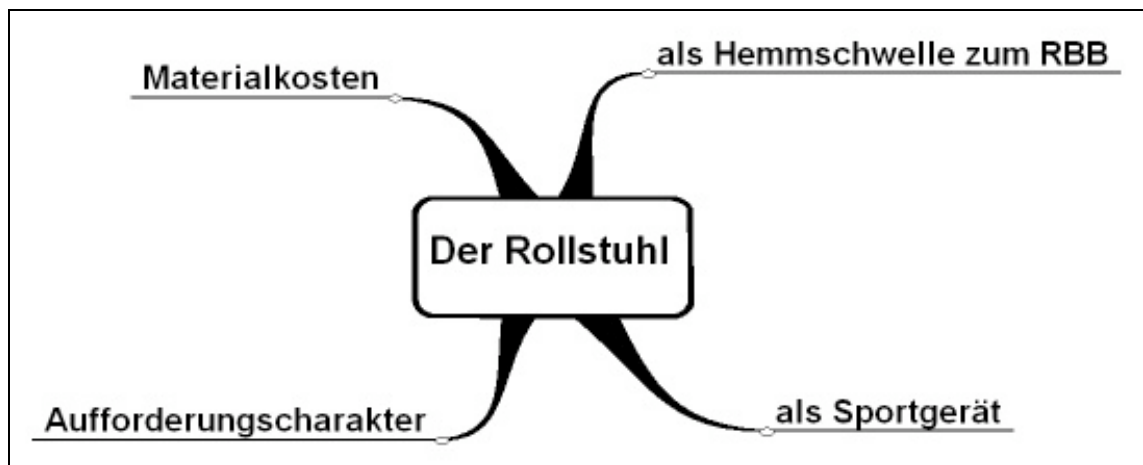 als Hemmschwelle zum RBB
Materialkosten
Der Rollstuhl
Aufforderungscharakter
als Sportgerät